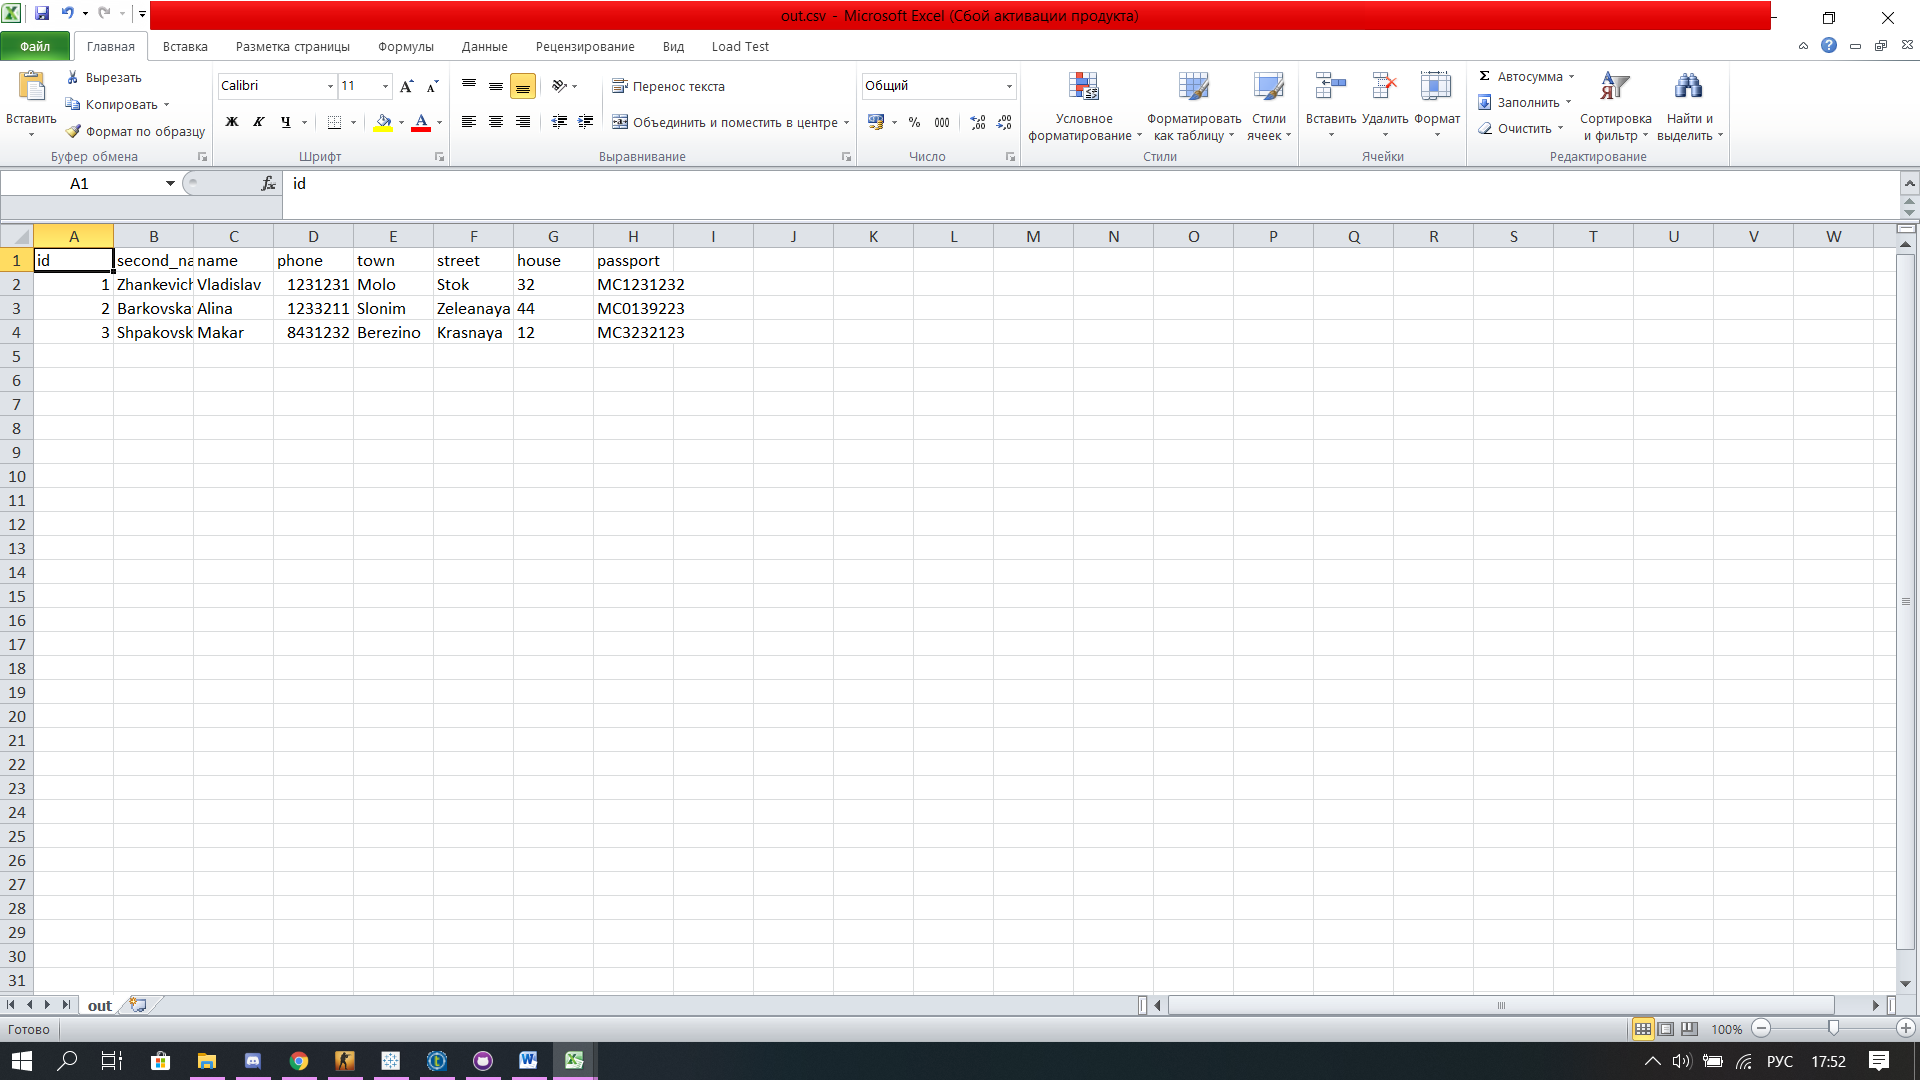 out.csv - Microsoft Excel (Сбой активации продукта)
Файл Главная Вставка Разметка страницы Формулы Данные Рецензирование Вид Load Test
Вставить
Вырезать
Копировать
Формат по образцу
Буфер обмена
Calibri 11
Ж К Ч
Шрифт
Перенос текста
Объединить и поместить в центре
Выравнивание
Общий
% 000
Число
Условное форматирование
Форматировать как таблицу
Стили ячеек
Стили
Вставить Удалить Формат
Ячейки
Σ Автосумма
Заполнить
Очистить
Сортировка и фильтр
Найти и выделить
Редактирование
A1 fx id
A B C D E F G H I J K L M N O P Q R S T U V W
1 id second_na name phone town street house passport
2 1 Zhankevich Vladislav 1231231 Molo Stok 32 MC1231232
3 2 Barkovska Alina 1233211 Slonim Zeleanaya 44 MC0139223
4 3 Shpakovsk Makar 8431232 Berezino Krasnaya 12 MC3232123
5
6
7
8
9
10
11
12
13
14
15
16
17
18
19
20
21
22
23
24
25
26
27
28
29
30
31
out
Готово 100%
РУС 17:52